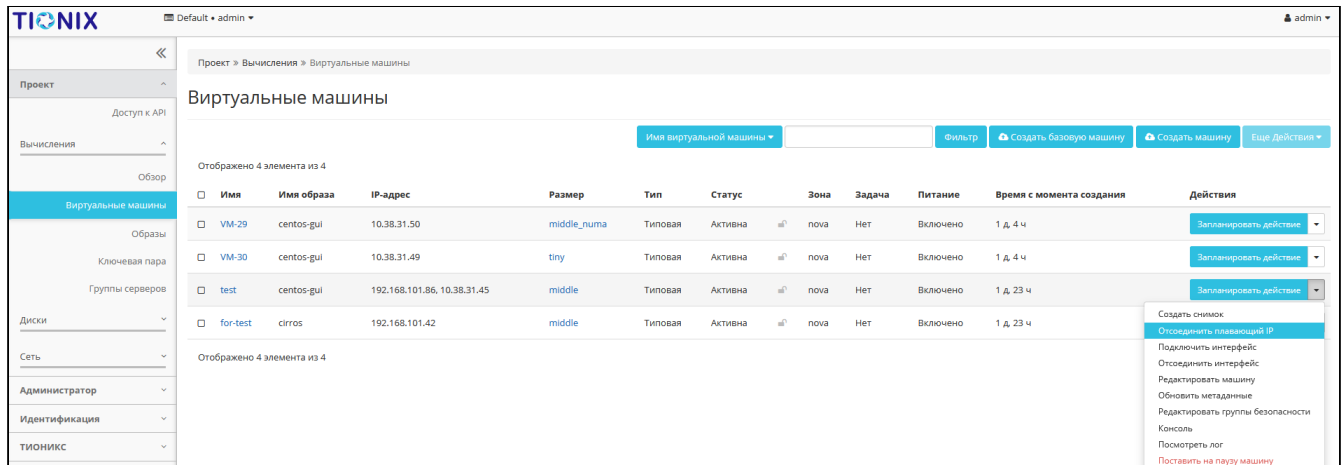 TIONIX
Default • admin
admin
Проект » Вычисления » Виртуальные машины
Проект
Доступ к API
Вычисления
Обзор
Виртуальные машины
Образы
Ключевая пара
Группы серверов
Диски
Сеть
Администратор
Идентификация
ТИОНИКС
Виртуальные машины
Имя виртуальной машины Фильтр Создать базовую машину Создать машину Еще Действия
Отображено 4 элемента из 4
Имя Имя образа IP-адрес Размер Тип Статус Зона Задача Питание Время с момента создания Действия
VM-29 centos-gui 10.38.31.50 middle_numa Типовая Активна nova Нет Включено 1 д, 4 ч Запланировать действие
VM-30 centos-gui 10.38.31.49 tiny Типовая Активна nova Нет Включено 1 д, 4 ч Запланировать действие
test centos-gui 192.168.101.86, 10.38.31.45 middle Типовая Активна nova Нет Включено 1 д, 23 ч Запланировать действие
for-test cirros 192.168.101.42 middle Типовая Активна nova Нет Включено 1 д, 23 ч
Отображено 4 элемента из 4
Создать снимок
Отсоединить плавающий IP
Подключить интерфейс
Отсоединить интерфейс
Редактировать машину
Обновить метаданные
Редактировать группы безопасности
Консоль
Посмотреть лог
Поставить на паузу машину